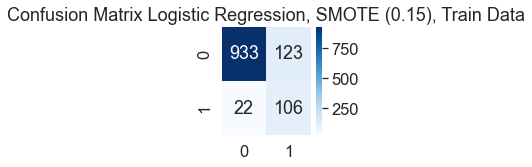 Confusion Matrix Logistic Regression, SMOTE (0.15), Train Data
0 933 123 750
500
1 22 106 250
0 1